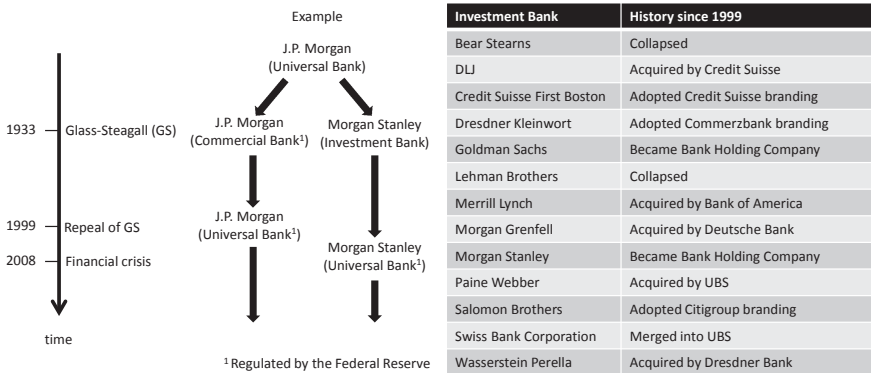 Example
J.P. Morgan
(Universal Bank)
1933
Glass-Steagall (GS)
J.P. Morgan
(Commercial Bank¹)
Morgan Stanley
(Investment Bank)
1999
Repeal of GS
J.P. Morgan
(Universal Bank¹)
2008
Financial crisis
Morgan Stanley
(Universal Bank¹)
time
¹ Regulated by the Federal Reserve
Investment Bank History since 1999
Bear Stearns Collapsed
DLJ Acquired by Credit Suisse
Credit Suisse First Boston Adopted Credit Suisse branding
Dresdner Kleinwort Adopted Commerzbank branding
Goldman Sachs Became Bank Holding Company
Lehman Brothers Collapsed
Merrill Lynch Acquired by Bank of America
Morgan Grenfell Acquired by Deutsche Bank
Morgan Stanley Became Bank Holding Company
Paine Webber Acquired by UBS
Salomon Brothers Adopted Citigroup branding
Swiss Bank Corporation Merged into UBS
Wasserstein Perella Acquired by Dresdner Bank